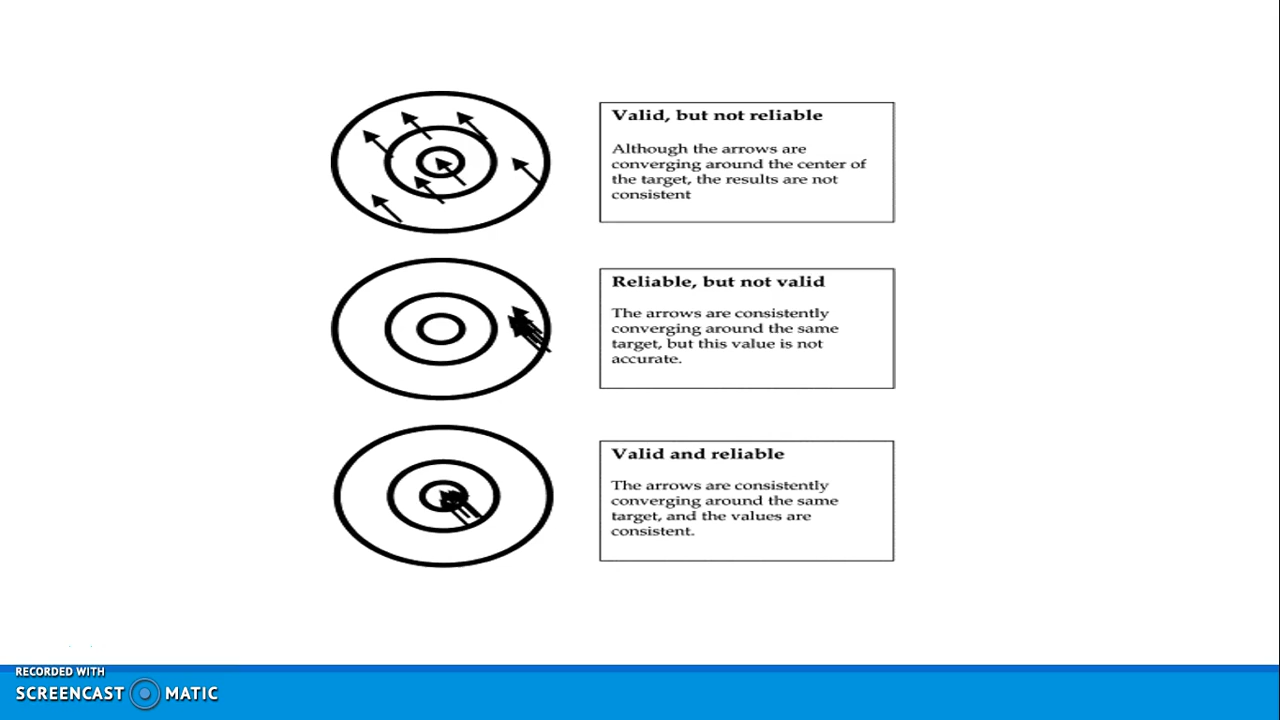 Valid, but not reliable
Although the arrows are
converging around the center of
the target, the results are not
consistent
Reliable, but not valid
The arrows are consistently
converging around the same
target, but this value is not
accurate.
Valid and reliable
The arrows are consistently
converging around the same
target, and the values are
consistent.
RECORDED WITH
SCREENCAST MATIC